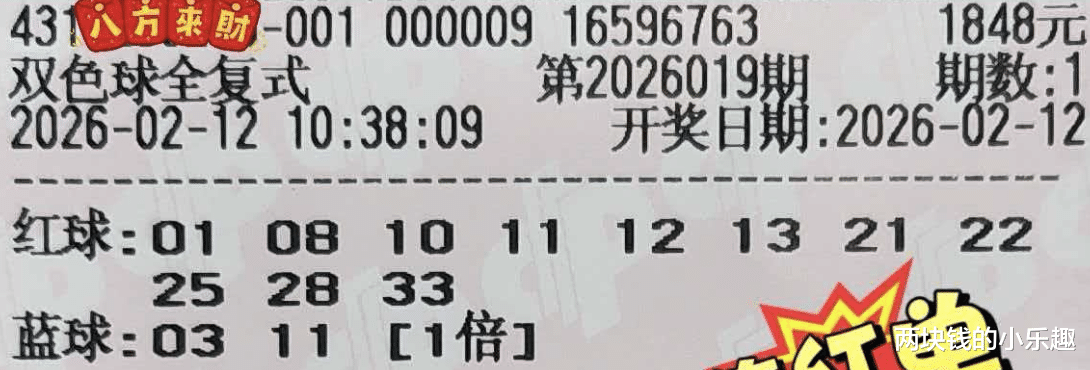 431 八方來財 -001 000009 16596763 1848元
双色球全复式 第2026019期 期数:1
2026-02-12 10:38:09 开奖日期:2026-02-12
红球:01 08 10 11 12 13 21 22
25 28 33
蓝球:03 11 [1倍]
红单
两块钱的小乐趣